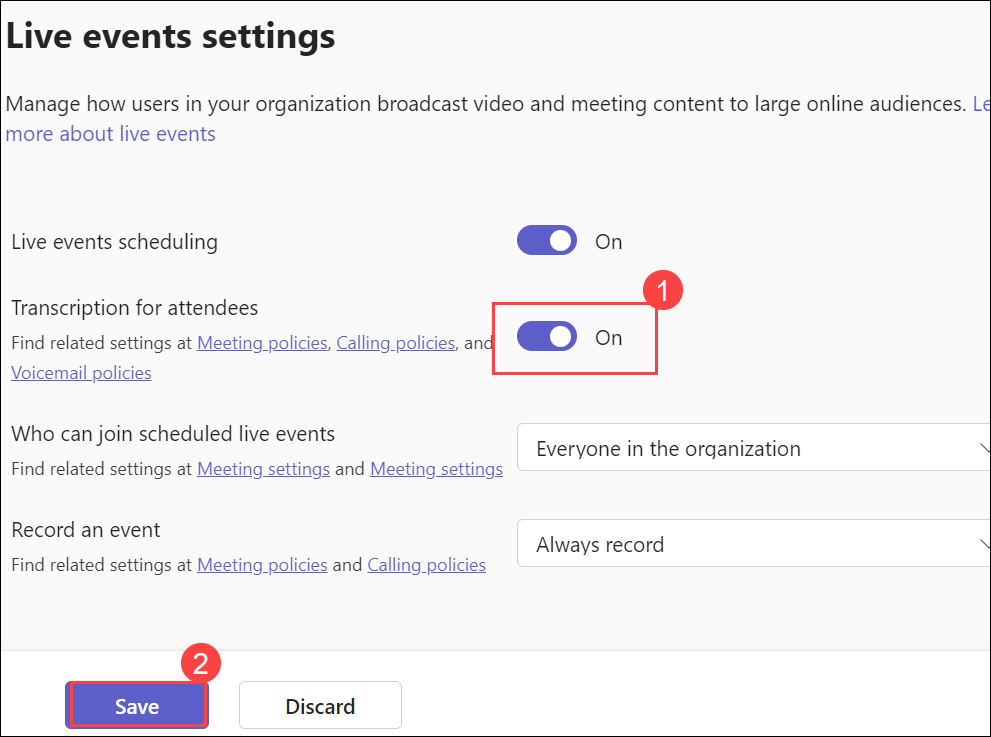 Live events settings
Manage how users in your organization broadcast video and meeting content to large online audiences. Le
more about live events
Live events scheduling
On
Transcription for attendees
1
Find related settings at Meeting policies, Calling policies, and
On
Voicemail policies
Who can join scheduled live events
Everyone in the organization
Find related settings at Meeting settings and Meeting settings
Record an event
Always record
Find related settings at Meeting policies and Calling policies
2
Save
Discard